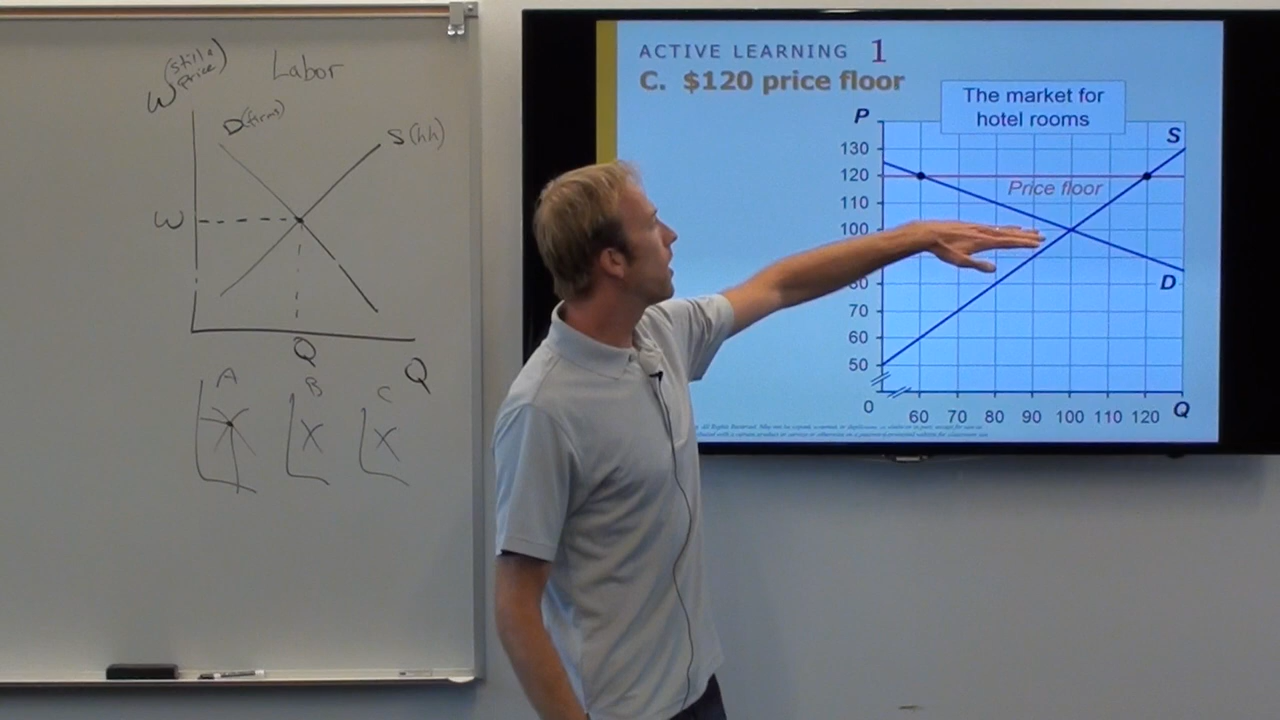 W (still a price)
Labor
D (firms)
S (hh)
W
Q
Q
A
B
C
ACTIVE LEARNING 1
C. $120 price floor
The market for
hotel rooms
P
S
130
120
Price floor
110
100
80
D
70
60
50
0
60 70 80 90 100 110 120
Q